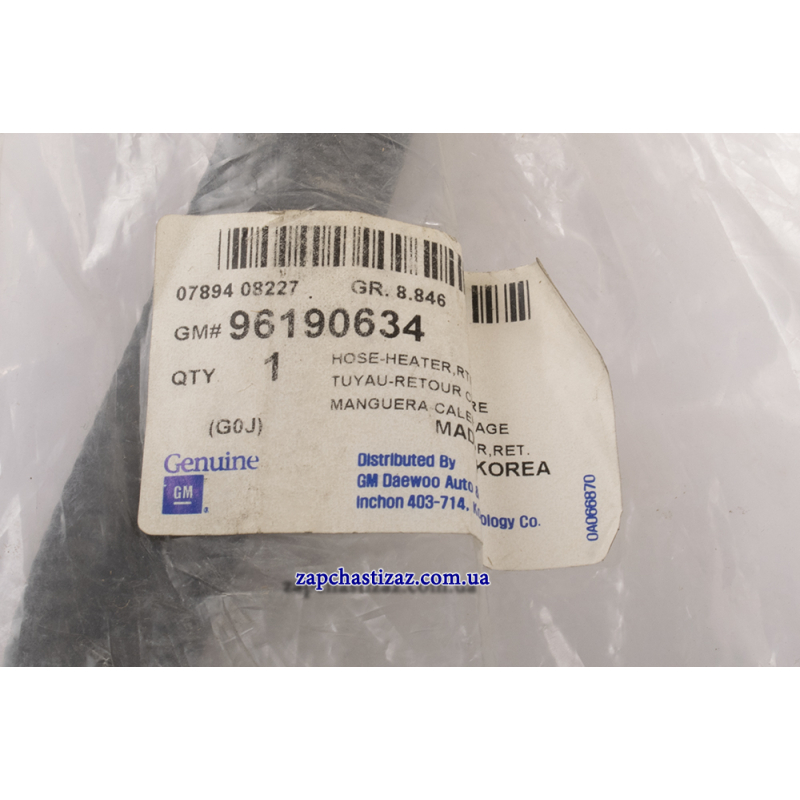 07894 08227 GR. 8.846
GM# 96190634
QTY 1 HOSE-HEATER,RT
TUYAU-RETOUR
MANGUERA
AGE
(G0J) MAD
R,RET.
KOREA
Genuine
GM
Distributed By
GM Daewoo Auto &
Inchon 403-714, K
ology Co.
0A066870
zapchastizaz.com.ua